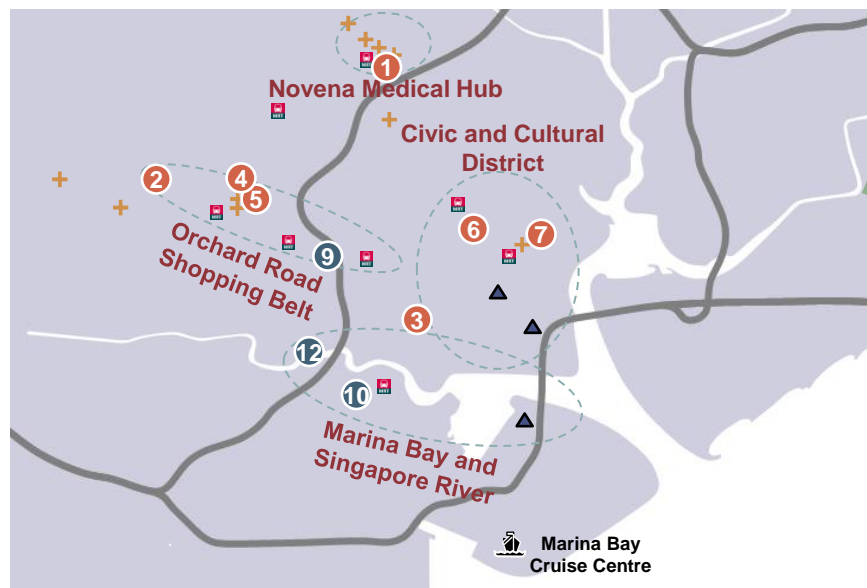 1
Novena Medical Hub
Civic and Cultural
District
2
4
5
6
7
Orchard Road
Shopping Belt
9
3
12
10
Marina Bay and
Singapore River
Marina Bay
Cruise Centre